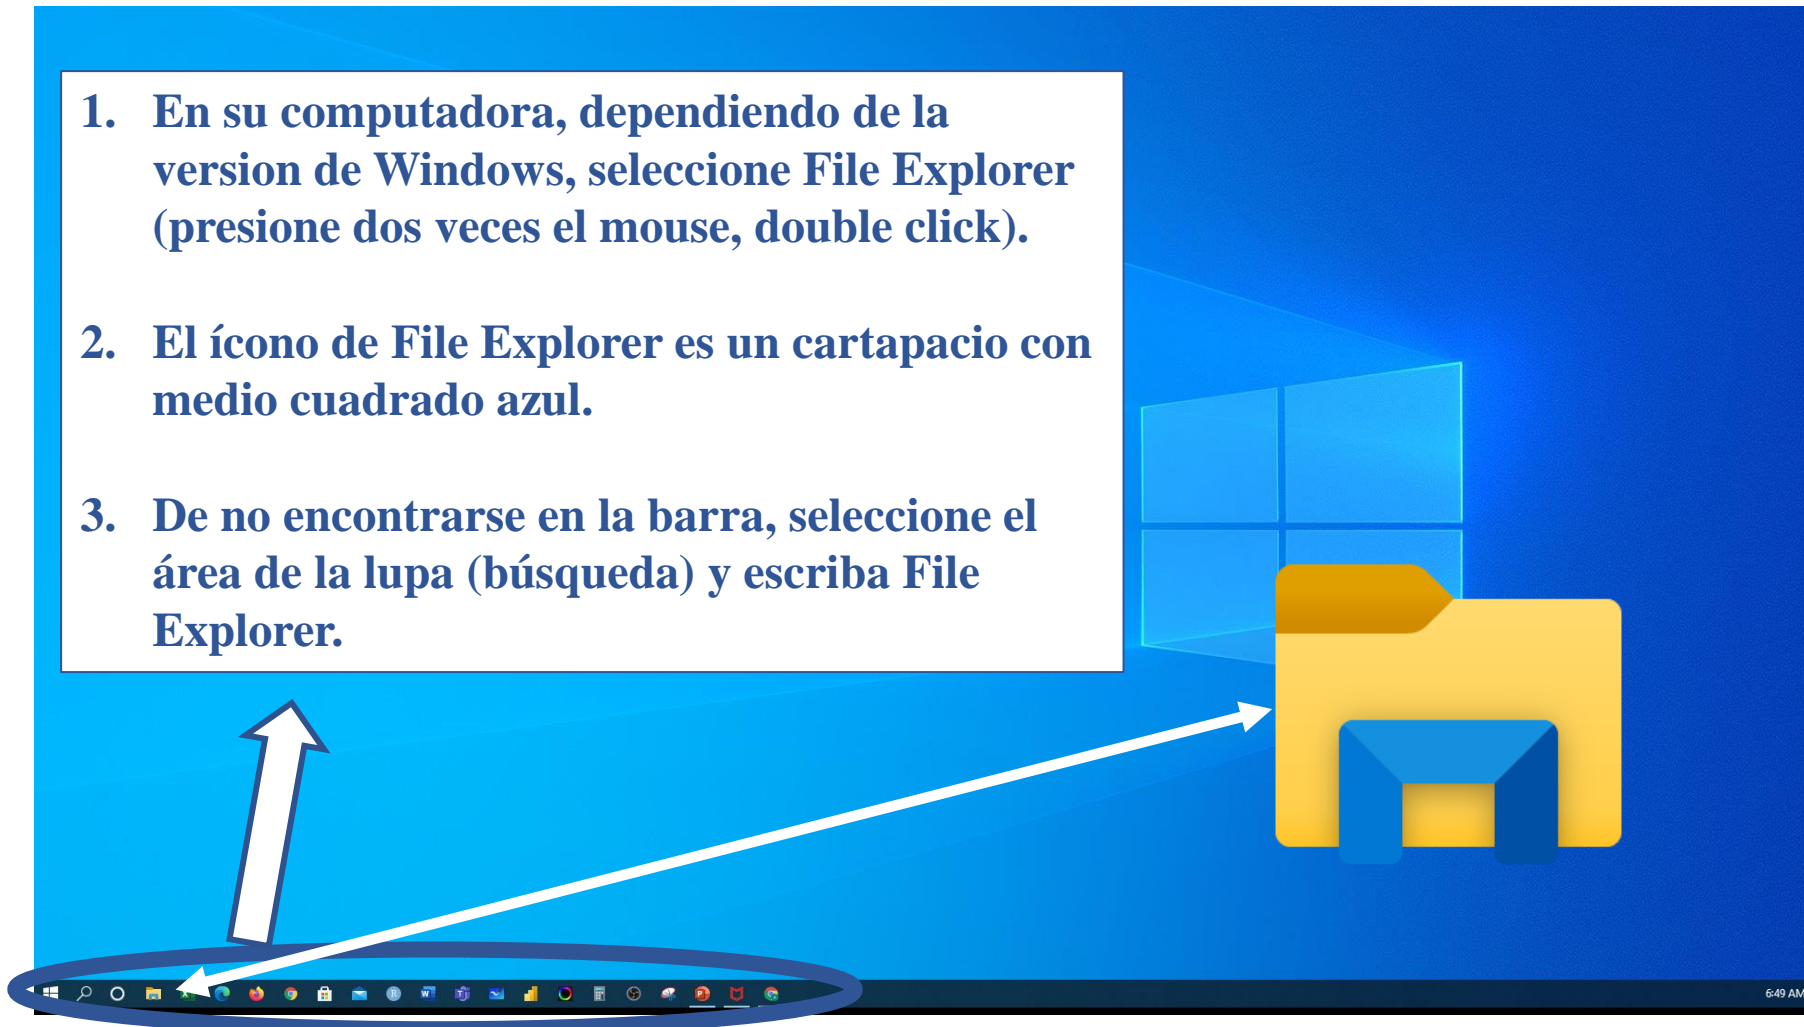 1. En su computadora, dependiendo de la
version de Windows, seleccione File Explorer
(presione dos veces el mouse, double click).
2. El ícono de File Explorer es un cartapacio con
medio cuadrado azul.
3. De no encontrarse en la barra, seleccione el
área de la lupa (búsqueda) y escriba File
Explorer.
6:49 AM